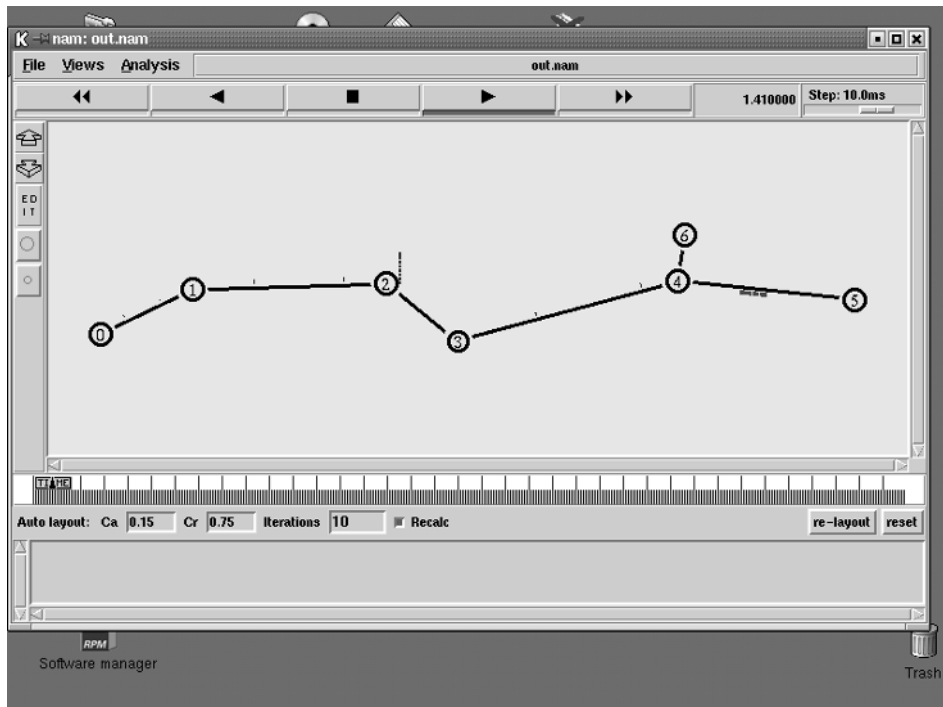 K nam: out.nam
File Views Analysis out.nam
1.410000 Step: 10.0ms
ED
IT
6
1 2 4 5
0 3
TIME
Auto layout: Ca 0.15 Cr 0.75 Iterations 10 Recalc re-layout reset
RPM
Software manager
Trash